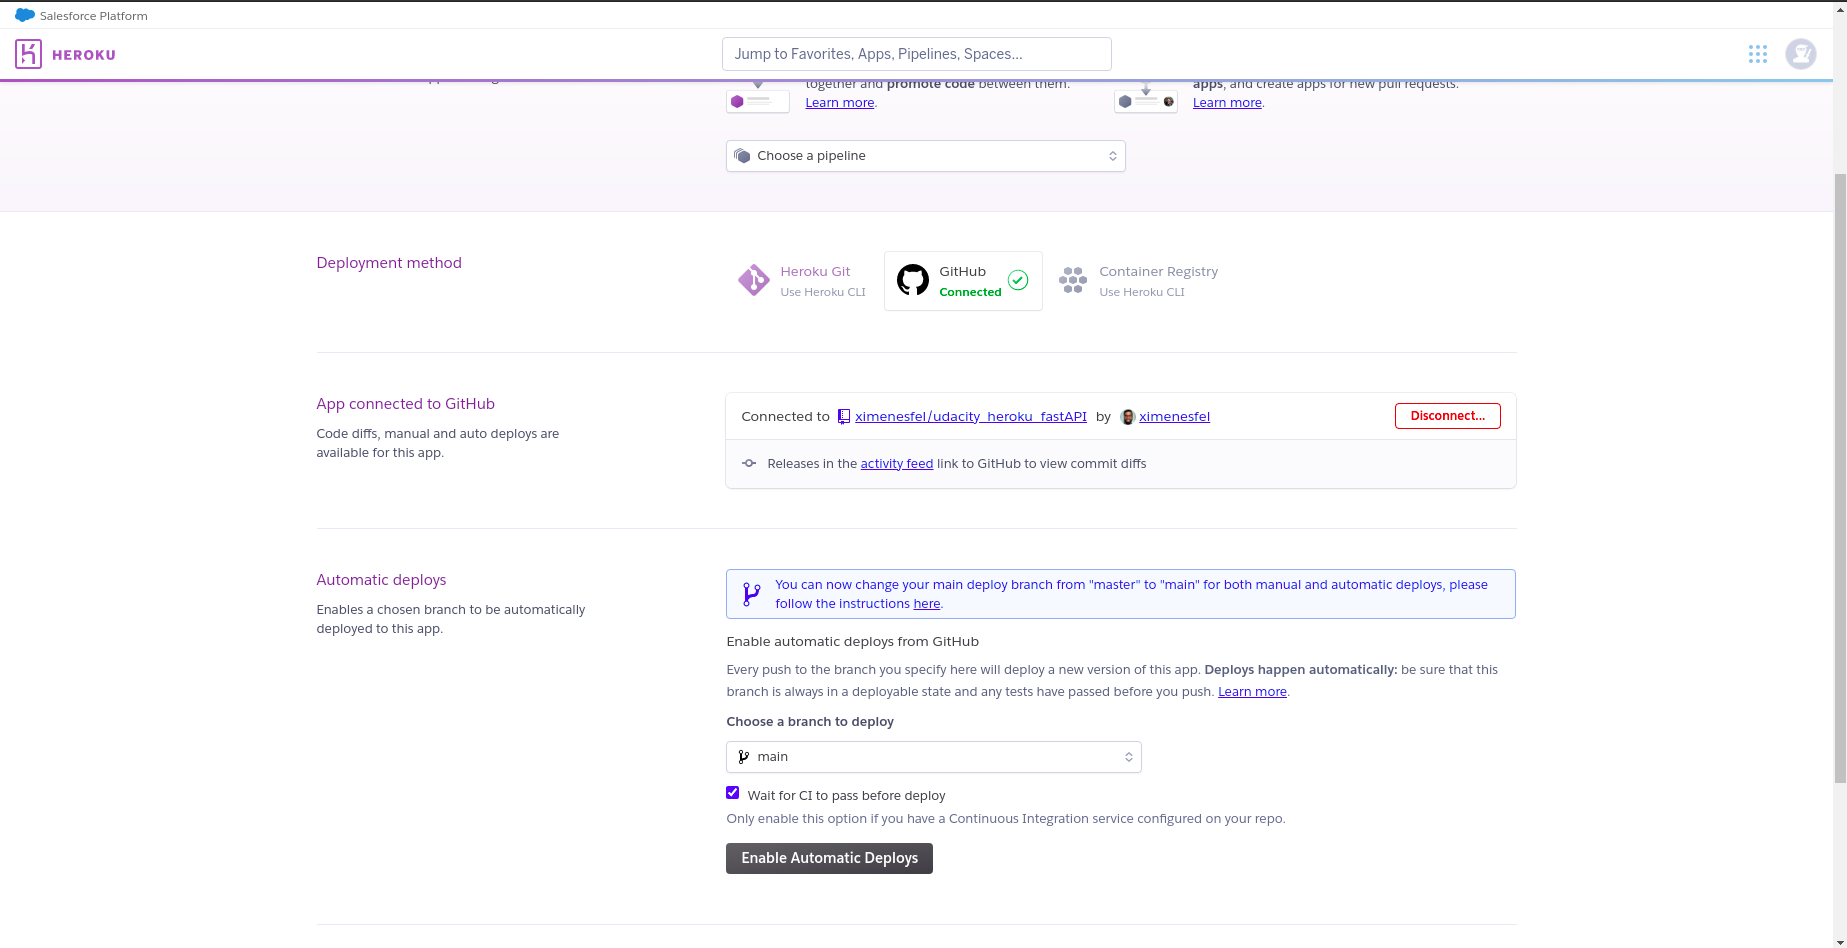 Salesforce Platform
HEROKU
Jump to Favorites, Apps, Pipelines, Spaces...
together and promote code between them.
Learn more.
apps, and create apps for new pull requests.
Learn more.
Choose a pipeline
Deployment method
Heroku Git
Use Heroku CLI
GitHub
Connected
Container Registry
Use Heroku CLI
App connected to GitHub
Code diffs, manual and auto deploys are
available for this app.
Connected to ximenesfel/udacity_heroku_fastAPI by ximenesfel
Disconnect...
Releases in the activity feed link to GitHub to view commit diffs
Automatic deploys
Enables a chosen branch to be automatically
deployed to this app.
You can now change your main deploy branch from "master" to "main" for both manual and automatic deploys, please
follow the instructions here.
Enable automatic deploys from GitHub
Every push to the branch you specify here will deploy a new version of this app. Deploys happen automatically: be sure that this
branch is always in a deployable state and any tests have passed before you push. Learn more.
Choose a branch to deploy
main
Wait for CI to pass before deploy
Only enable this option if you have a Continuous Integration service configured on your repo.
Enable Automatic Deploys